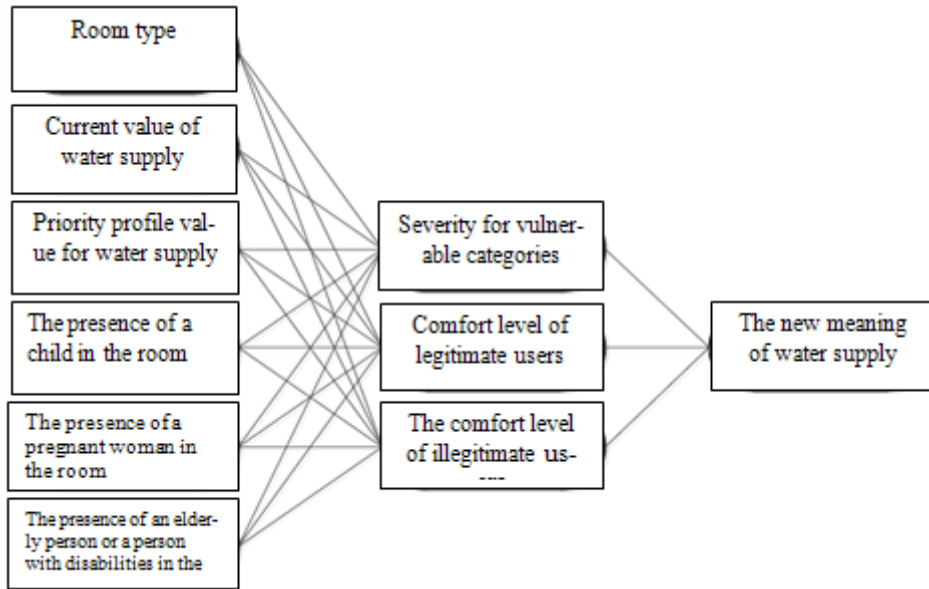 Room type
Current value of
water supply
Priority profile val-
ue for water supply
The presence of a
child in the room
The presence of a
pregnant woman in
the room
The presence of an elder-
ly person or a person
with disabilities in the
Severity for vulner-
able categories
Comfort level of
legitimate users
The comfort level
of illegitimate us-
The new meaning
of water supply